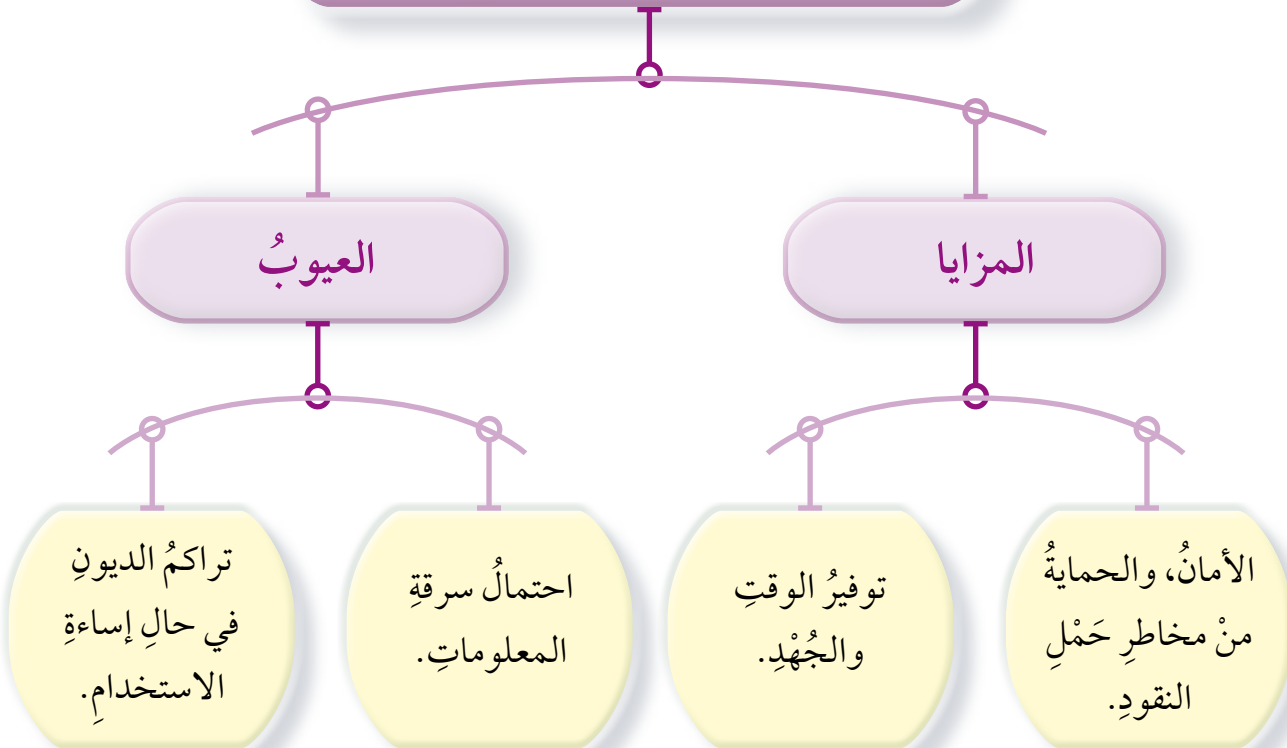 المزايا
العيوبُ
الأمانُ، والحمايةُ
منْ مخاطرِ حَمْلِ
النقودِ.
توفيرُ الوقتِ
والجُهْدِ.
احتمالُ سرقةِ
المعلوماتِ.
تراكمُ الديونِ
في حالِ إساءةِ
الاستخدامِ.